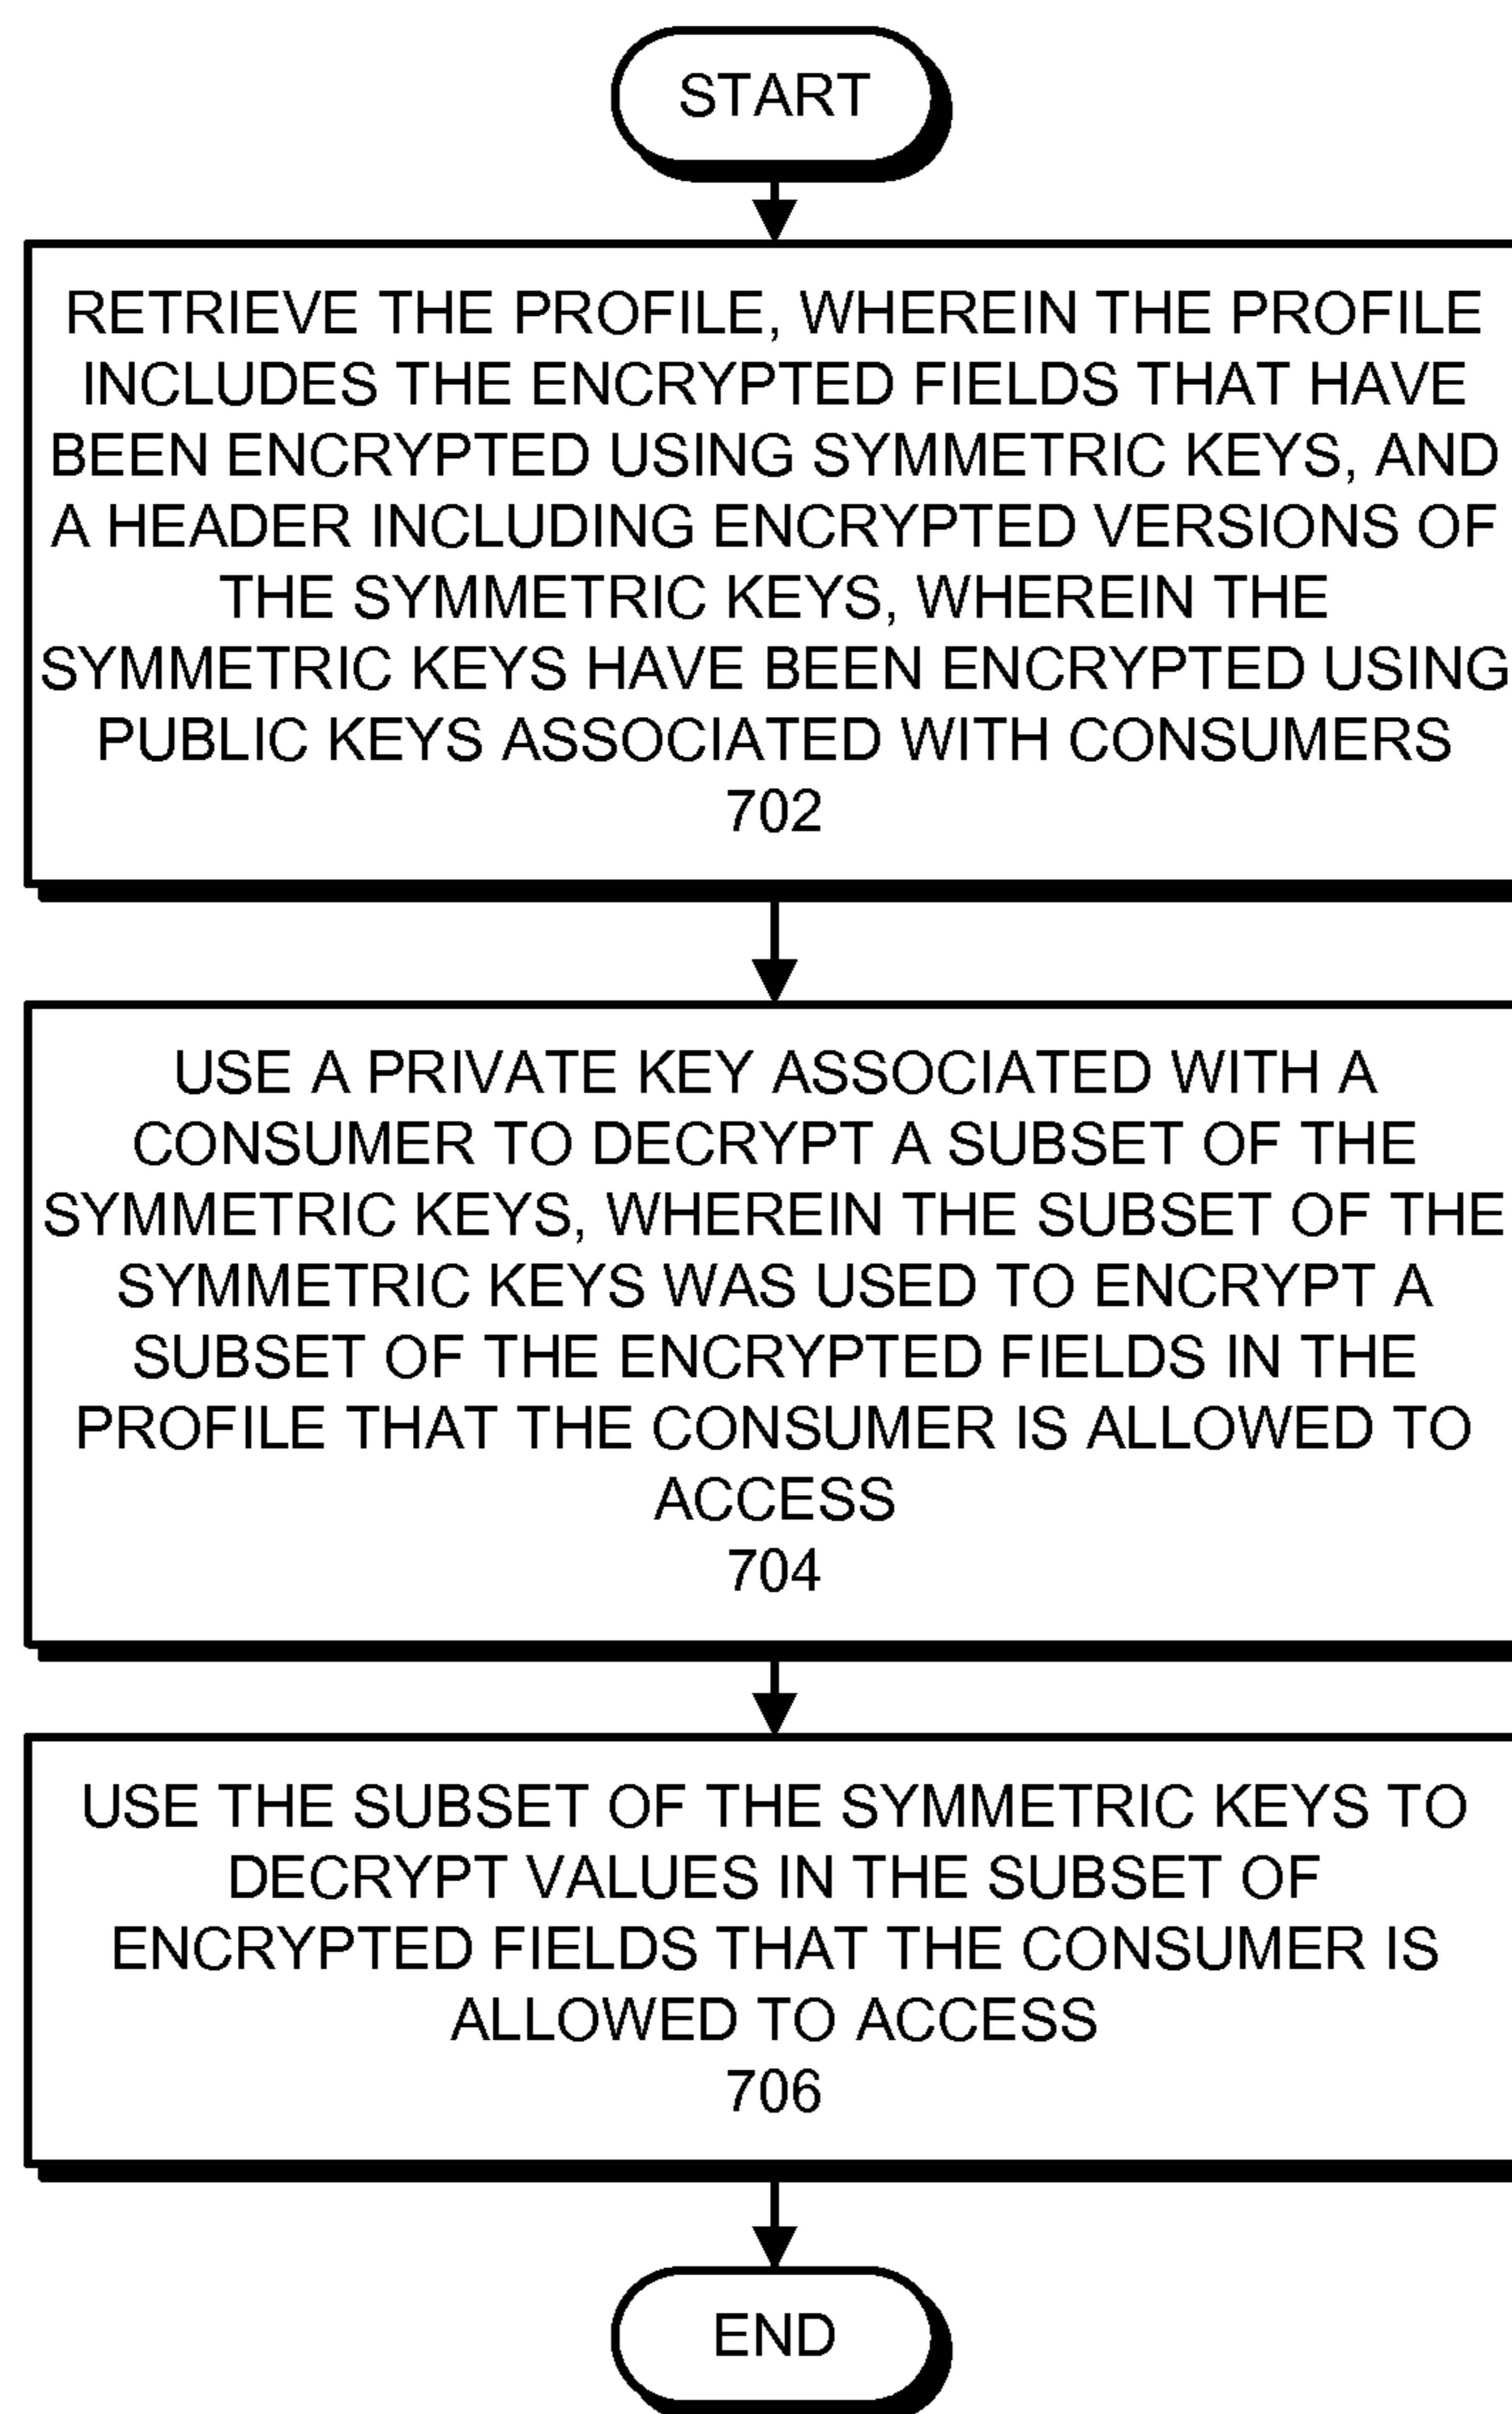 START
RETRIEVE THE PROFILE, WHEREIN THE PROFILE
INCLUDES THE ENCRYPTED FIELDS THAT HAVE
BEEN ENCRYPTED USING SYMMETRIC KEYS, AND
A HEADER INCLUDING ENCRYPTED VERSIONS OF
THE SYMMETRIC KEYS, WHEREIN THE
SYMMETRIC KEYS HAVE BEEN ENCRYPTED USING
PUBLIC KEYS ASSOCIATED WITH CONSUMERS
702
USE A PRIVATE KEY ASSOCIATED WITH A
CONSUMER TO DECRYPT A SUBSET OF THE
SYMMETRIC KEYS, WHEREIN THE SUBSET OF THE
SYMMETRIC KEYS WAS USED TO ENCRYPT A
SUBSET OF THE ENCRYPTED FIELDS IN THE
PROFILE THAT THE CONSUMER IS ALLOWED TO
ACCESS
704
USE THE SUBSET OF THE SYMMETRIC KEYS TO
DECRYPT VALUES IN THE SUBSET OF
ENCRYPTED FIELDS THAT THE CONSUMER IS
ALLOWED TO ACCESS
706
END